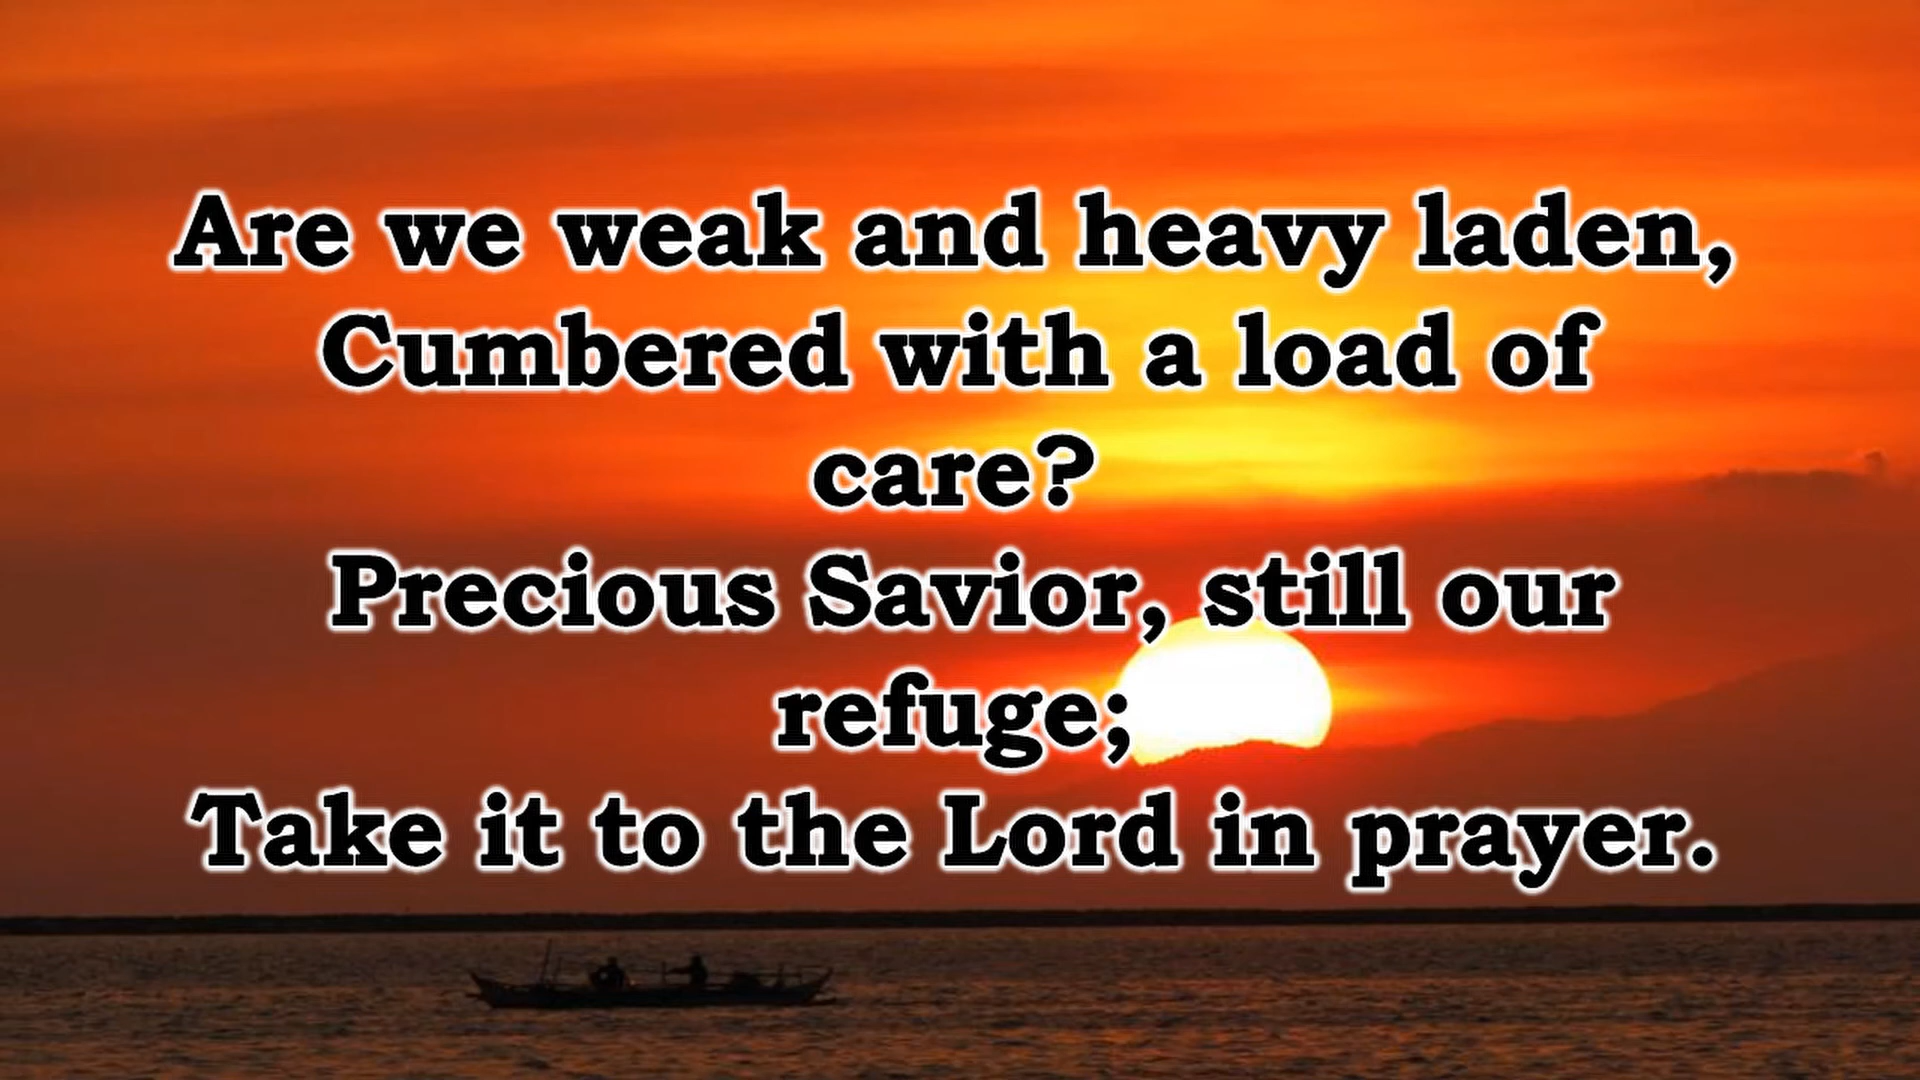 Are we weak and heavy laden,
Cumbered with a load of
care?
Precious Savior, still our
refuge;
Take it to the Lord in prayer.